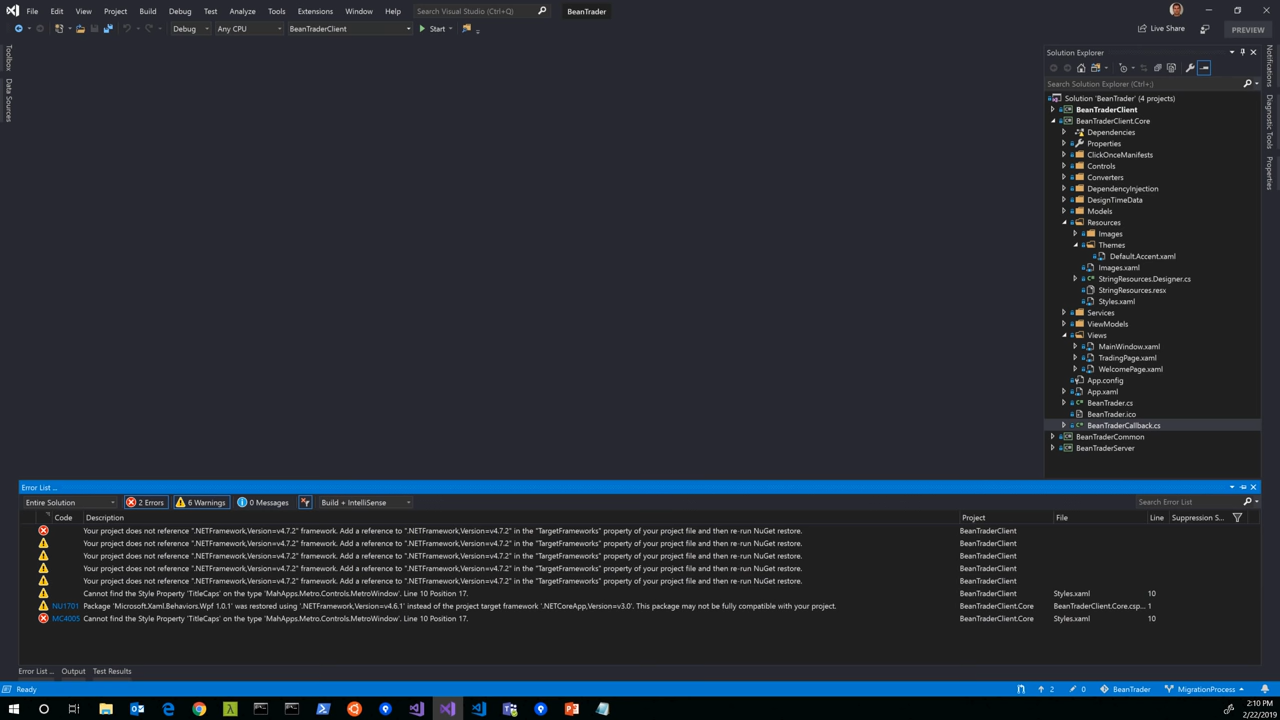 File Edit View Project Build Debug Test Analyze Tools Extensions Window Help Search Visual Studio (Ctrl+Q) BeanTrader
Debug Any CPU BeanTraderClient Start Live Share PREVIEW
Toolbox
Data Sources
Solution Explorer
Search Solution Explorer (Ctrl+;)
Solution 'BeanTrader' (4 projects)
BeanTraderClient
BeanTraderClient.Core
Dependencies
Properties
ClickOnceManifests
Controls
Converters
DependencyInjection
DesignTimeData
Models
Resources
Images
Themes
Default.Accent.xaml
Images.xaml
StringResources.Designer.cs
StringResources.resx
Styles.xaml
Services
ViewModels
Views
MainWindow.xaml
TradingPage.xaml
WelcomePage.xaml
App.config
App.xaml
BeanTrader.cs
BeanTrader.ico
BeanTraderCallback.cs
BeanTraderCommon
BeanTraderServer
Notifications
Diagnostic Tools
Properties
Error List ...
Entire Solution 2 Errors 6 Warnings 0 Messages Build + IntelliSense Search Error List
Code Description Project File Line Suppression S...
Your project does not reference ".NETFramework,Version=v4.7.2" framework. Add a reference to ".NETFramework,Version=v4.7.2" in the "TargetFrameworks" property of your project file and then re-run NuGet restore. BeanTraderClient
Your project does not reference ".NETFramework,Version=v4.7.2" framework. Add a reference to ".NETFramework,Version=v4.7.2" in the "TargetFrameworks" property of your project file and then re-run NuGet restore. BeanTraderClient
Your project does not reference ".NETFramework,Version=v4.7.2" framework. Add a reference to ".NETFramework,Version=v4.7.2" in the "TargetFrameworks" property of your project file and then re-run NuGet restore. BeanTraderClient
Your project does not reference ".NETFramework,Version=v4.7.2" framework. Add a reference to ".NETFramework,Version=v4.7.2" in the "TargetFrameworks" property of your project file and then re-run NuGet restore. BeanTraderClient
Your project does not reference ".NETFramework,Version=v4.7.2" framework. Add a reference to ".NETFramework,Version=v4.7.2" in the "TargetFrameworks" property of your project file and then re-run NuGet restore. BeanTraderClient
Cannot find the Style Property 'TitleCaps' on the type 'MahApps.Metro.Controls.MetroWindow'. Line 10 Position 17. BeanTraderClient Styles.xaml 10
NU1701 Package 'Microsoft.Xaml.Behaviors.Wpf 1.0.1' was restored using '.NETFramework,Version=v4.6.1' instead of the project target framework '.NETCoreApp,Version=v3.0'. This package may not be fully compatible with your project. BeanTraderClient.Core BeanTraderClient.Core.csp... 1
MC4005 Cannot find the Style Property 'TitleCaps' on the type 'MahApps.Metro.Controls.MetroWindow'. Line 10 Position 17. BeanTraderClient.Core Styles.xaml 10
Error List ... Output Test Results
Ready 2 0 BeanTrader MigrationProcess
2:10 PM
2/22/2019